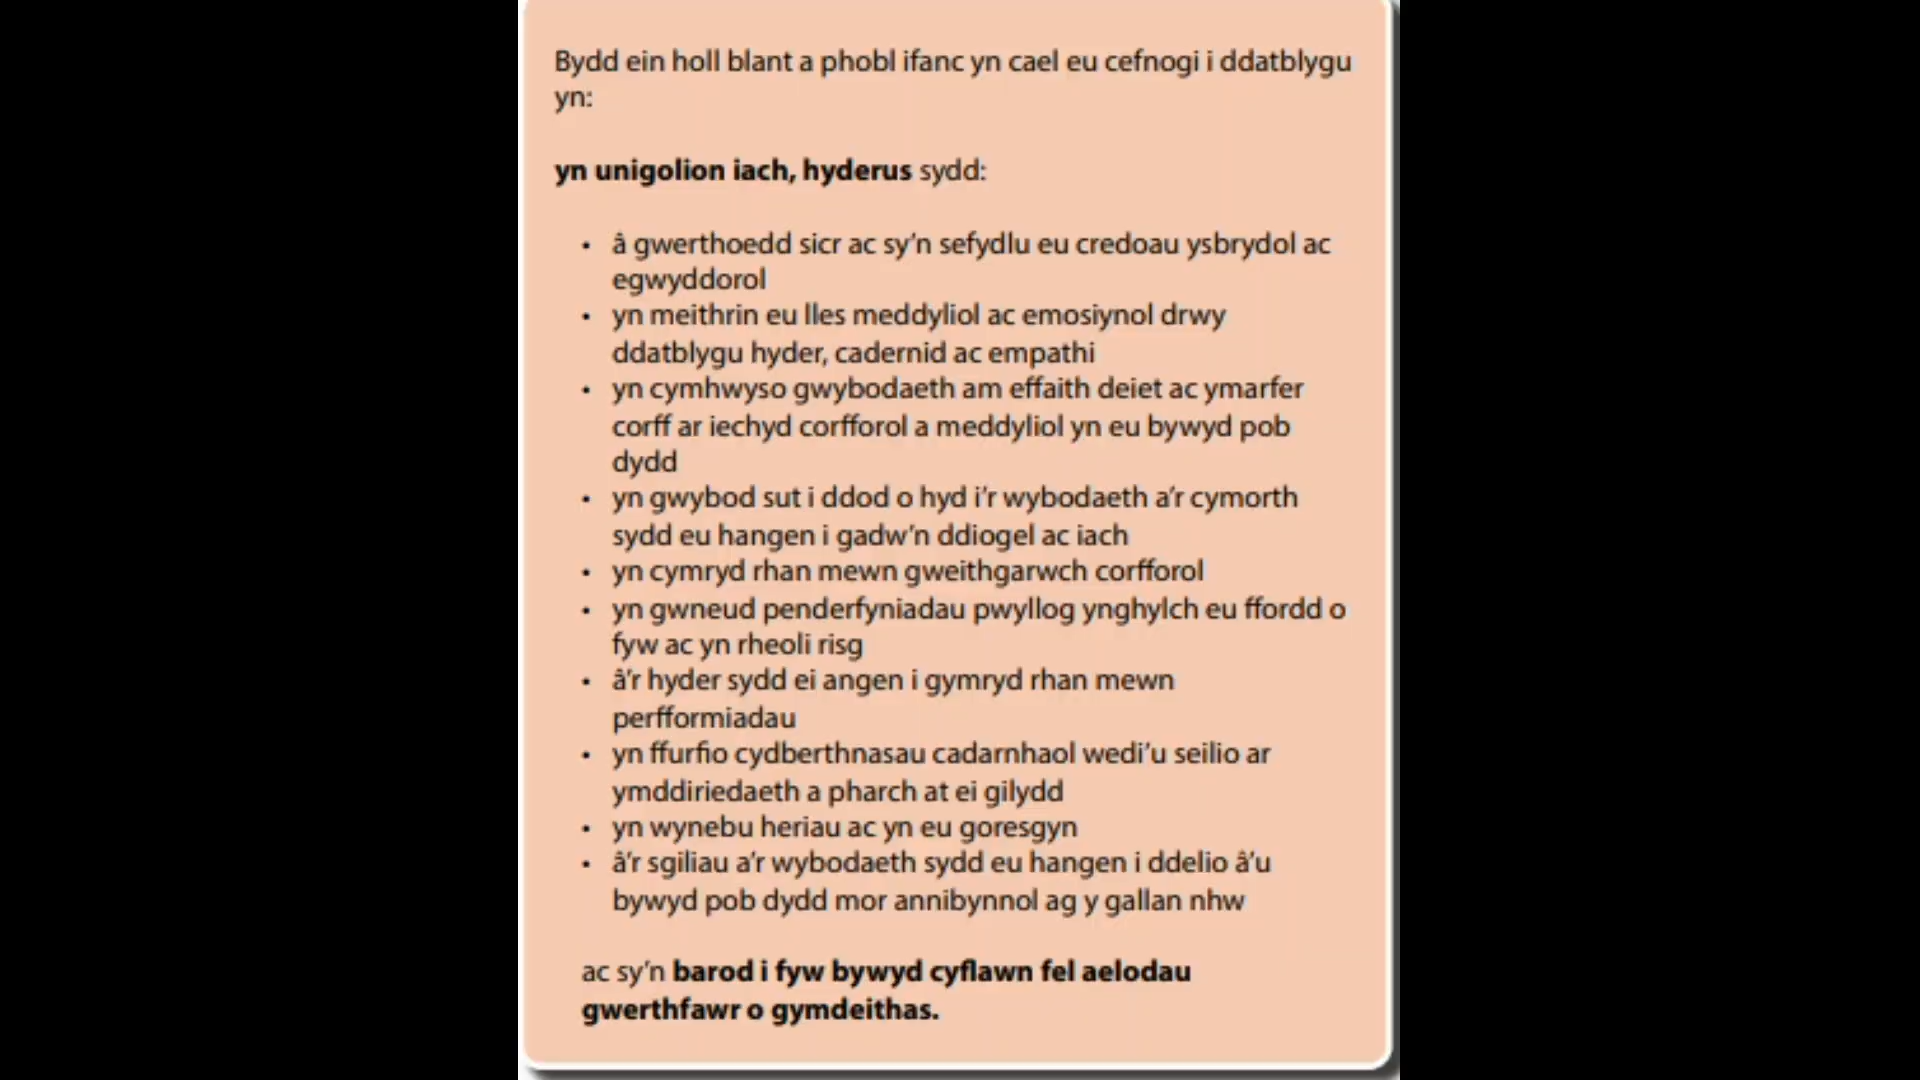 Bydd ein holl blant a phobl ifanc yn cael eu cefnogi i ddatblygu
yn:
yn unigolion iach, hyderus sydd:
• â gwerthoedd sicr ac sy'n sefydlu eu credoau ysbrydol ac
egwyddorol
• yn meithrin eu lles meddyliol ac emosiynol drwy
ddatblygu hyder, cadernid ac empathi
• yn cymhwyso gwybodaeth am effaith deiet ac ymarfer
corff ar iechyd corfforol a meddyliol yn eu bywyd pob
dydd
• yn gwybod sut i ddod o hyd i'r wybodaeth a'r cymorth
sydd eu hangen i gadw'n ddiogel ac iach
• yn cymryd rhan mewn gweithgarwch corfforol
• yn gwneud penderfyniadau pwyllog ynghylch eu ffordd o
fyw ac yn rheoli risg
• â'r hyder sydd ei angen i gymryd rhan mewn
perfformiadau
• yn ffurfio cydberthnasau cadarnhaol wedi'u seilio ar
ymddiriedaeth a pharch at ei gilydd
• yn wynebu heriau ac yn eu goresgyn
• â'r sgiliau a'r wybodaeth sydd eu hangen i ddelio â'u
bywyd pob dydd mor annibynnol ag y gallan nhw
ac sy'n barod i fyw bywyd cyflawn fel aelodau
gwerthfawr o gymdeithas.